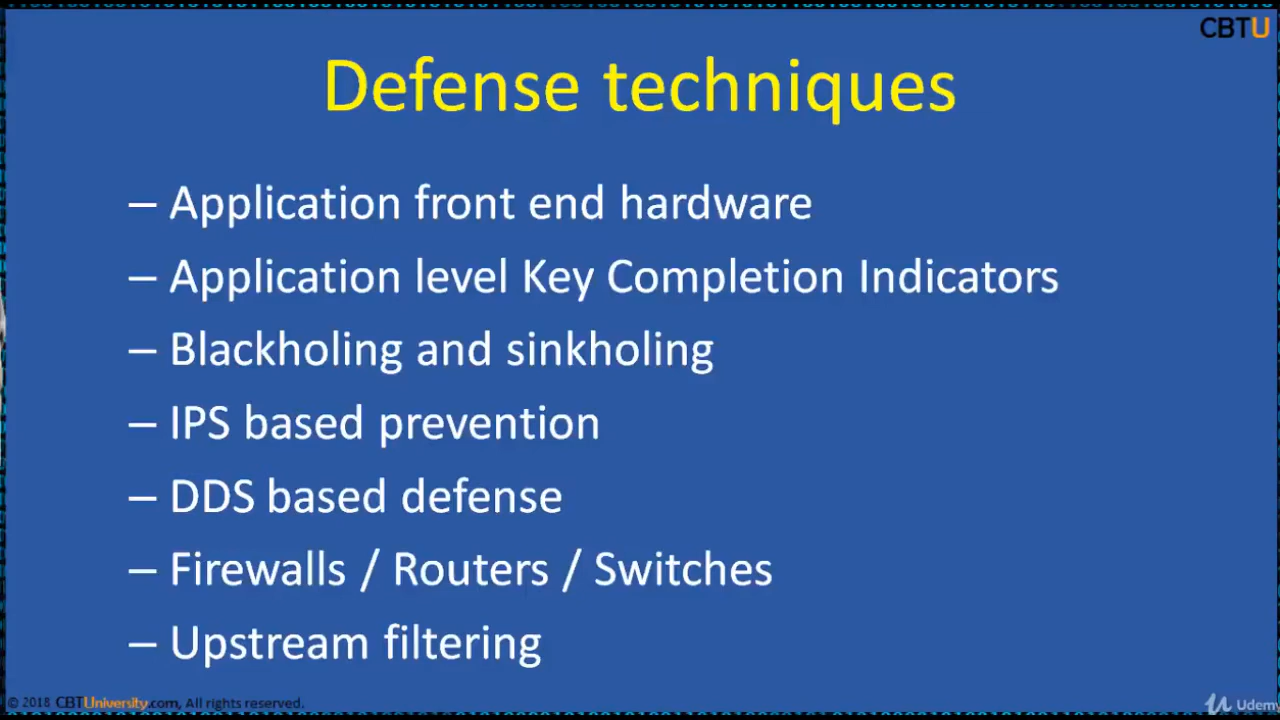 CBTU
Defense techniques
– Application front end hardware
– Application level Key Completion Indicators
– Blackholing and sinkholing
– IPS based prevention
– DDS based defense
– Firewalls / Routers / Switches
– Upstream filtering
© 2018 CBTUniversity.com, All rights reserved.
Udemy